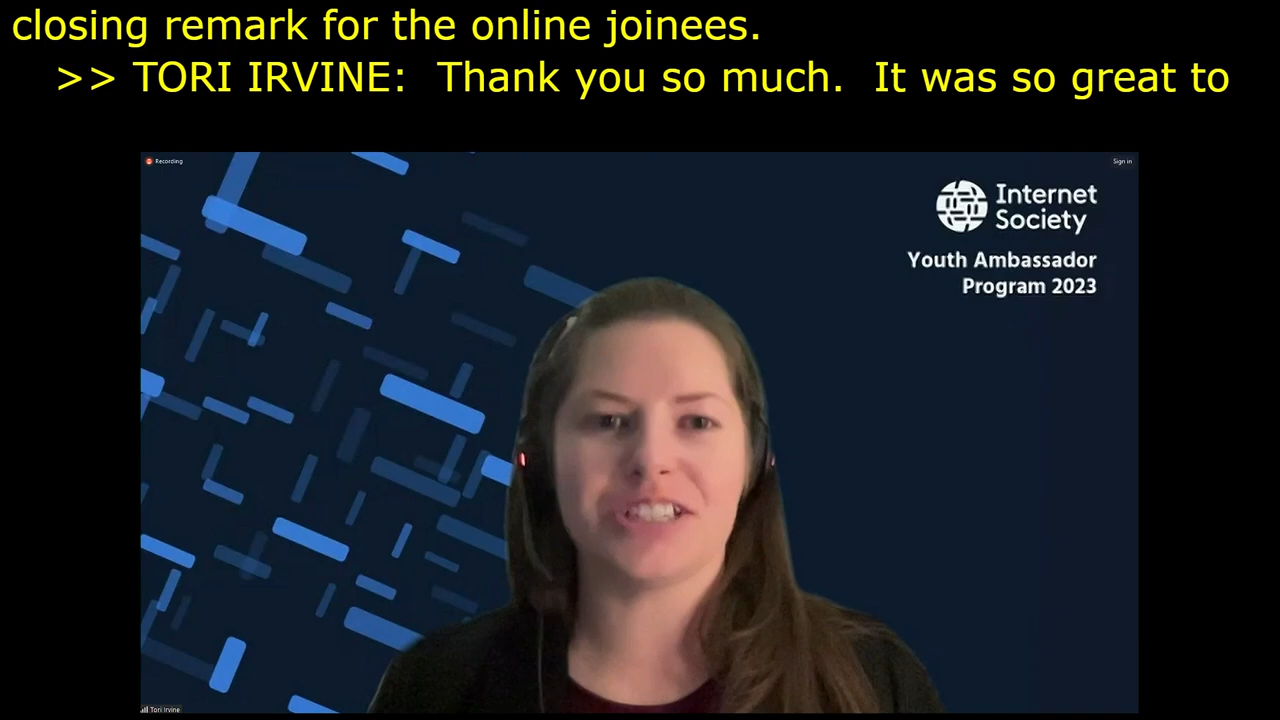 closing remark for the online joinees.
>> TORI IRVINE:  Thank you so much.  It was so great to
Recording
Sign in
Internet
Society
Youth Ambassador
Program 2023
Tori Irvine